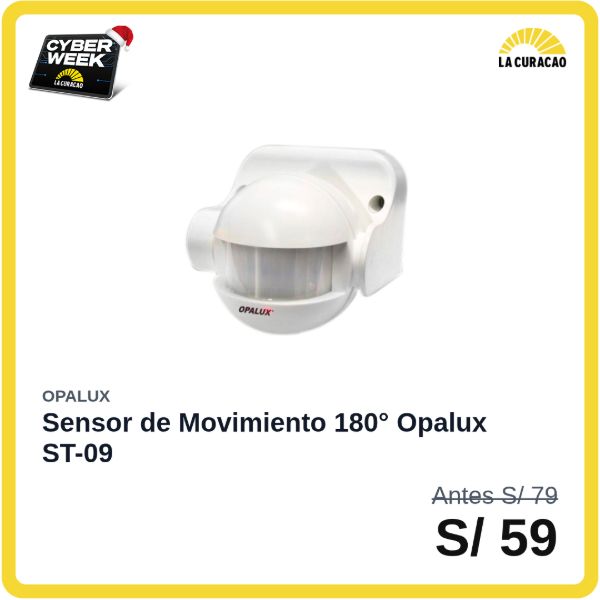 CYBER
WEEK
LA CURACAO
LA CURACAO
OPALUX
OPALUX
Sensor de Movimiento 180° Opalux
ST-09
Antes S/ 79
S/ 59